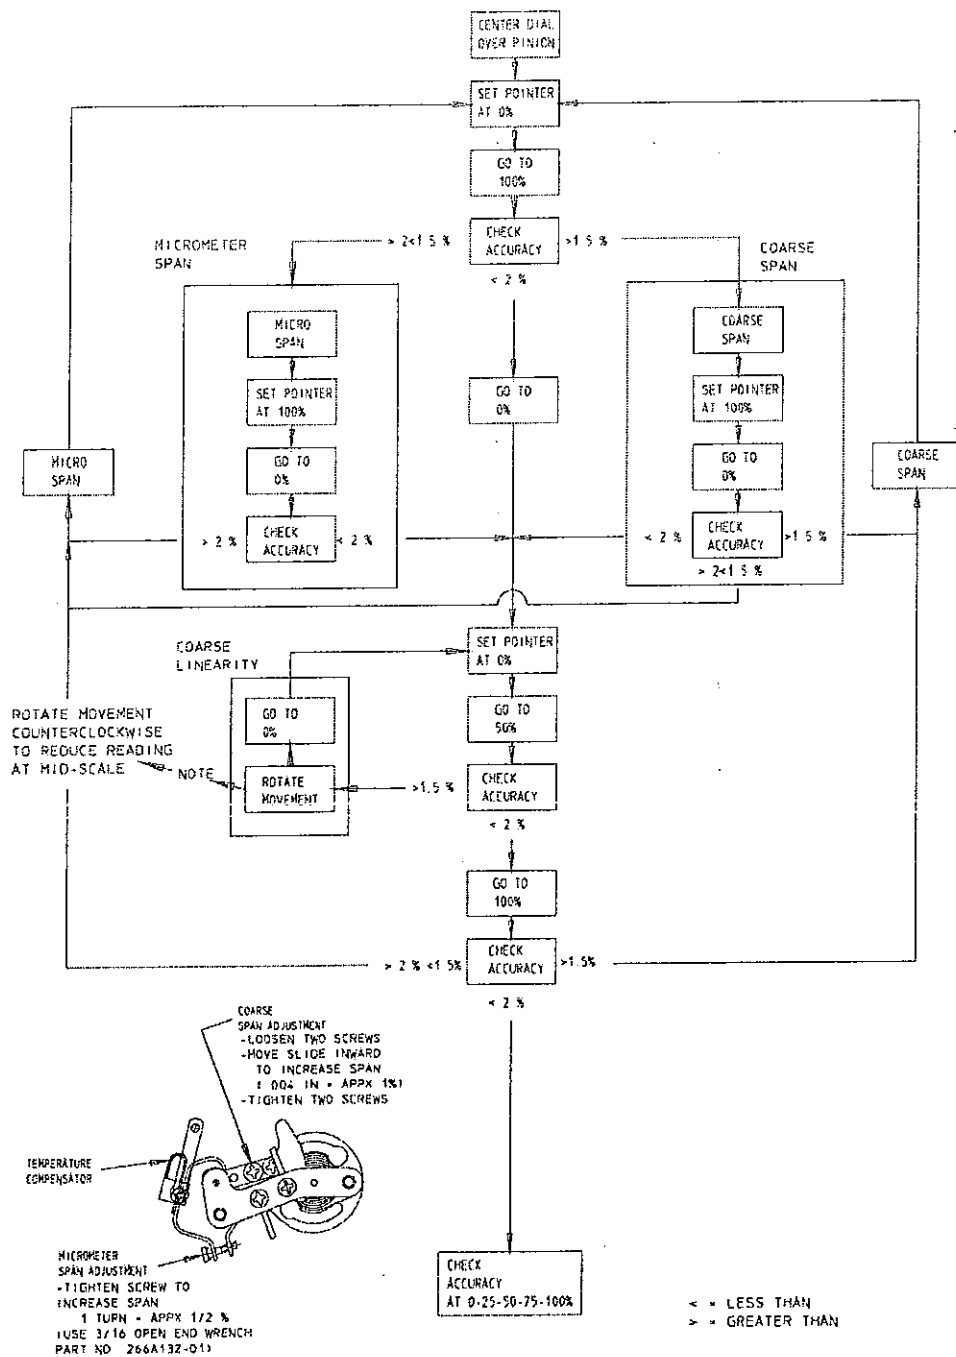 CENTER DIAL
OVER PINION
SET POINTER
AT 0%
GO TO
100%
CHECK
ACCURACY
> 2<1 5 %
>1 5 %
< 2 %
MICROMETER
SPAN
COARSE
SPAN
MICRO
SPAN
SET POINTER
AT 100%
GO TO
0%
CHECK
ACCURACY
> 2 %
< 2 %
GO TO
0%
COARSE
SPAN
SET POINTER
AT 100%
GO TO
0%
CHECK
ACCURACY
< 2 %
>1 5 %
> 2<1 5 %
MICRO
SPAN
COARSE
SPAN
SET POINTER
AT 0%
COARSE
LINEARITY
GO TO
0%
ROTATE
MOVEMENT
NOTE
ROTATE MOVEMENT
COUNTERCLOCKWISE
TO REDUCE READING
AT MID-SCALE
GO TO
50%
CHECK
ACCURACY
>1.5 %
< 2 %
GO TO
100%
CHECK
ACCURACY
> 2 % <1 5%
>1.5%
< 2 %
COARSE
SPAN ADJUSTMENT
-LOOSEN TWO SCREWS
-MOVE SLIDE INWARD
TO INCREASE SPAN
( 004 IN = APPX 1%)
-TIGHTEN TWO SCREWS
TEMPERATURE
COMPENSATOR
MICROMETER
SPAN ADJUSTMENT
-TIGHTEN SCREW TO
INCREASE SPAN
1 TURN = APPX 1/2 %
(USE 3/16 OPEN END WRENCH
PART NO 266A132-01)
CHECK
ACCURACY
AT 0-25-50-75-100%
< = LESS THAN
> = GREATER THAN